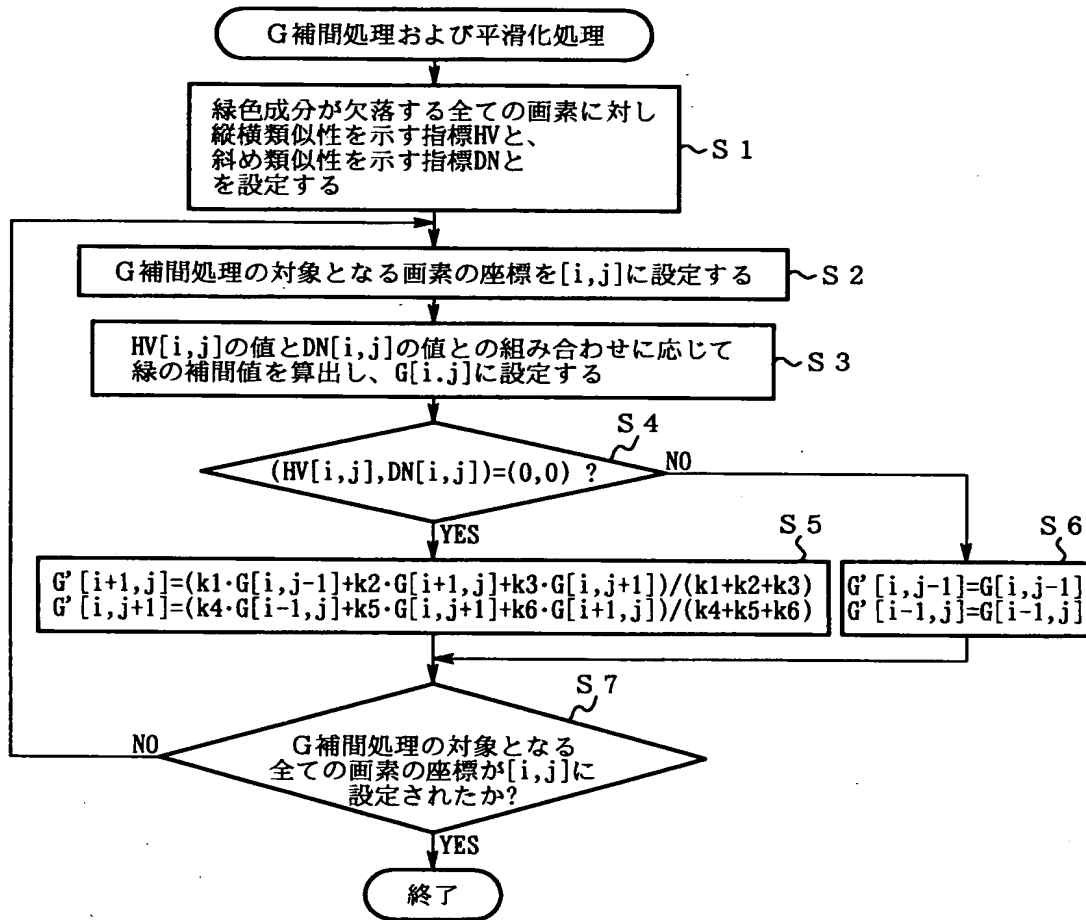 G補間処理および平滑化処理
緑色成分が欠落する全ての画素に対し
縦横類似性を示す指標HVと、
斜め類似性を示す指標DNと
を設定する
S1
G補間処理の対象となる画素の座標を[i,j]に設定する
S2
HV[i,j]の値とDN[i,j]の値との組み合わせに応じて
緑の補間値を算出し、G[i.j]に設定する
S3
S4
(HV[i,j],DN[i,j])=(0,0) ?
NO
YES
S5
S6
G'[i+1,j]=(k1·G[i,j-1]+k2·G[i+1,j]+k3·G[i,j+1])/(k1+k2+k3)
G'[i,j+1]=(k4·G[i-1,j]+k5·G[i,j+1]+k6·G[i+1,j])/(k4+k5+k6)
G'[i,j-1]=G[i,j-1]
G'[i-1,j]=G[i-1,j]
S7
NO
G補間処理の対象となる
全ての画素の座標が[i,j]に
設定されたか?
YES
終了